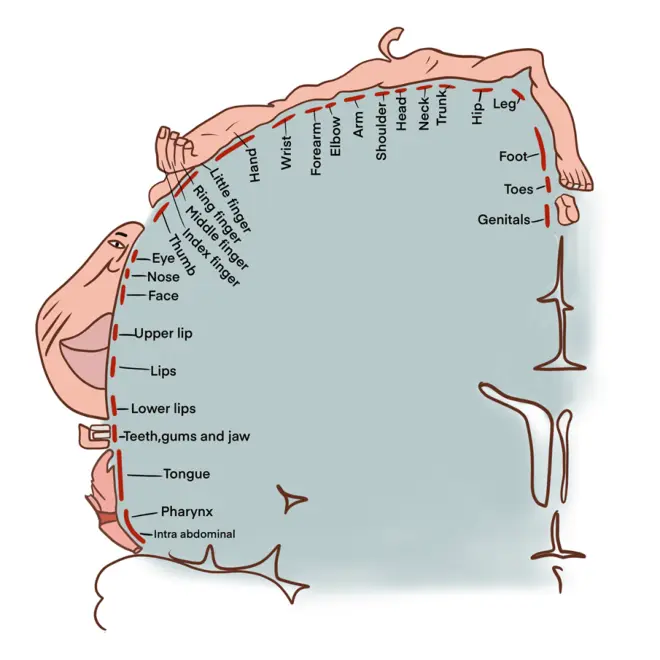 Intra abdominal
Pharynx
Tongue
Teeth,gums and jaw
Lower lips
Lips
Upper lip
Face
Nose
Eye
Thumb
Index finger
Middle finger
Ring finger
Little finger
Hand
Wrist
Forearm
Elbow
Arm
Shoulder
Head
Neck
Trunk
Hip
Leg
Foot
Toes
Genitals